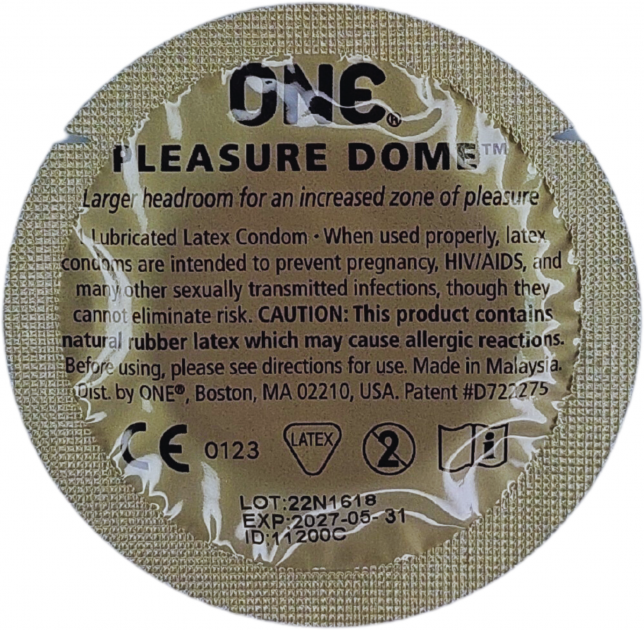 ONE®
PLEASURE DOME™
Larger headroom for an increased zone of pleasure
Lubricated Latex Condom • When used properly, latex
condoms are intended to prevent pregnancy, HIV/AIDS, and
many other sexually transmitted infections, though they
cannot eliminate risk. CAUTION: This product contains
natural rubber latex which may cause allergic reactions.
Before using, please see directions for use. Made in Malaysia.
Dist. by ONE®, Boston, MA 02210, USA. Patent #D722275
CE 0123 LATEX 2 i
LOT:22N1618
EXP:2027-05-31
ID:11200C